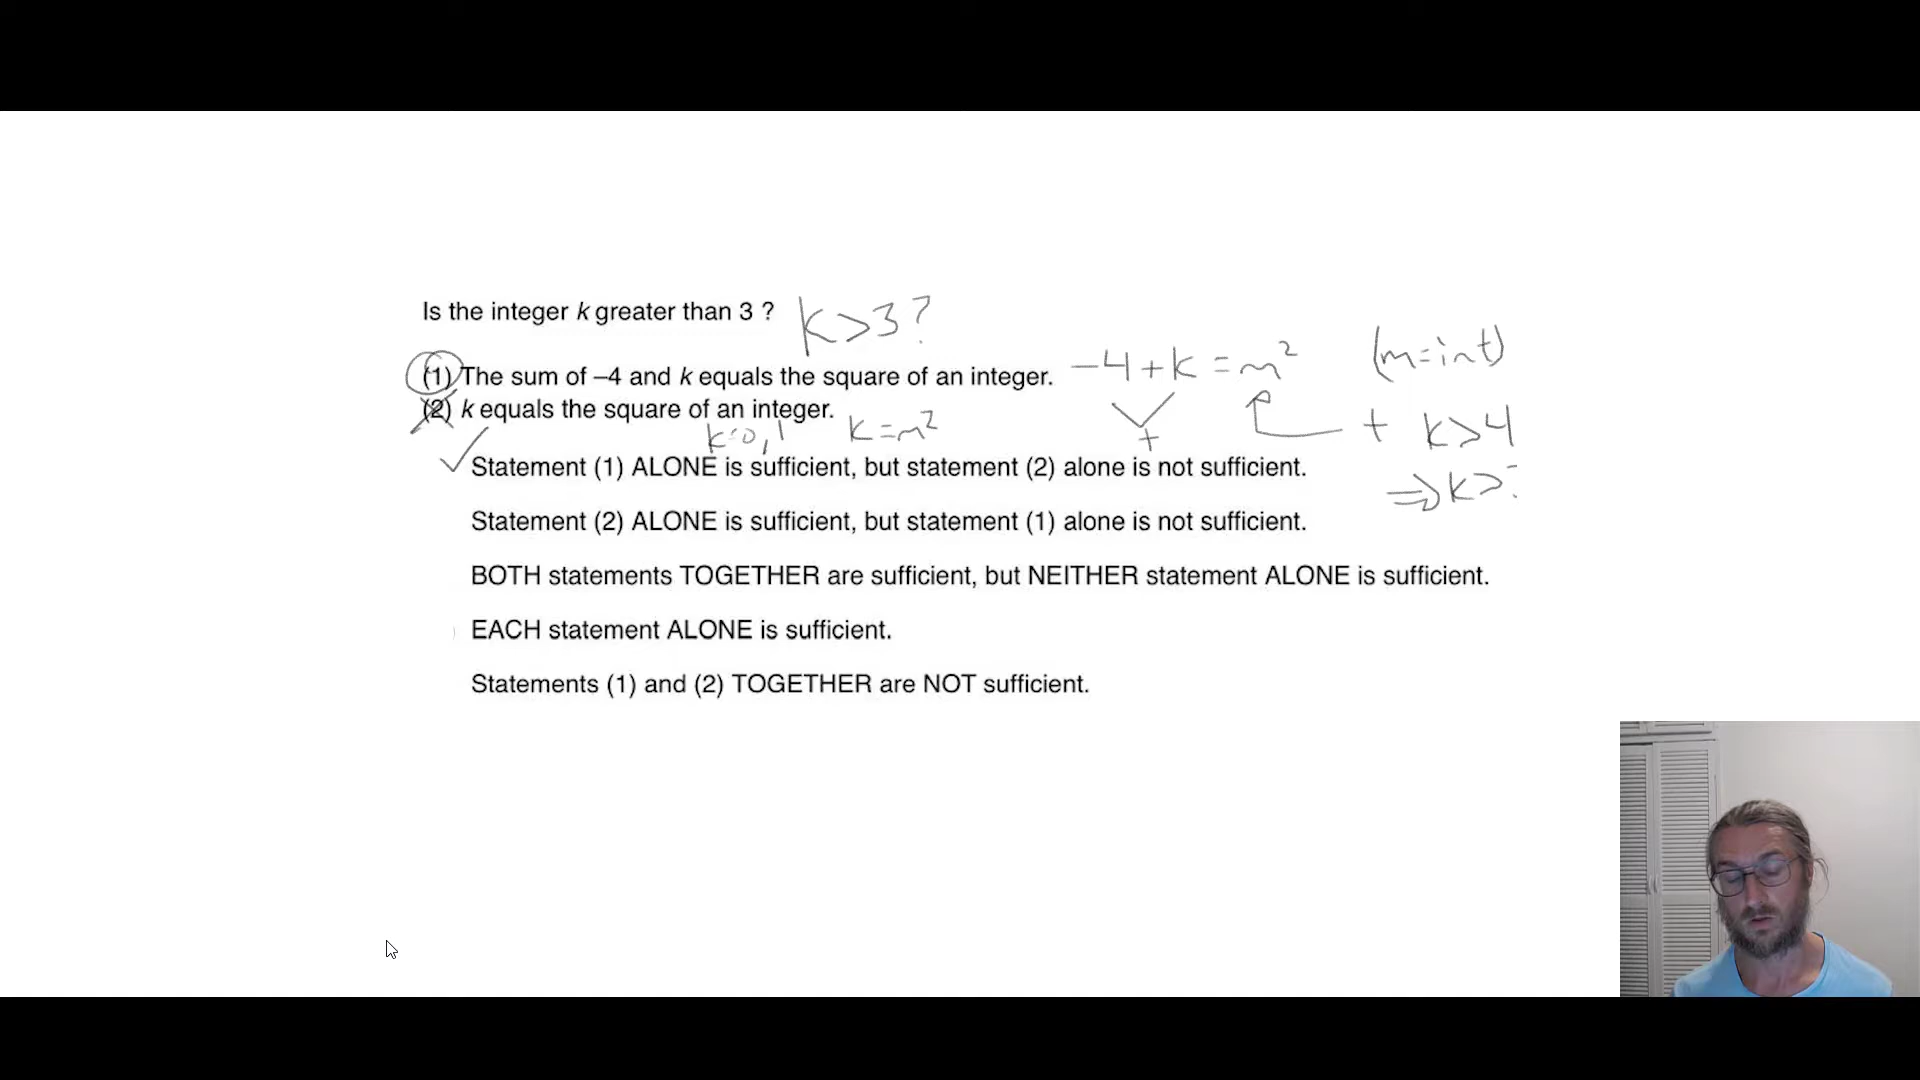 Is the integer k greater than 3 ? k>3?
(1) The sum of –4 and k equals the square of an integer. -4+k=m² (m=int)
(2) k equals the square of an integer.
k=0,1 k=m² + + k>4
Statement (1) ALONE is sufficient, but statement (2) alone is not sufficient.
⇒k>
Statement (2) ALONE is sufficient, but statement (1) alone is not sufficient.
BOTH statements TOGETHER are sufficient, but NEITHER statement ALONE is sufficient.
EACH statement ALONE is sufficient.
Statements (1) and (2) TOGETHER are NOT sufficient.